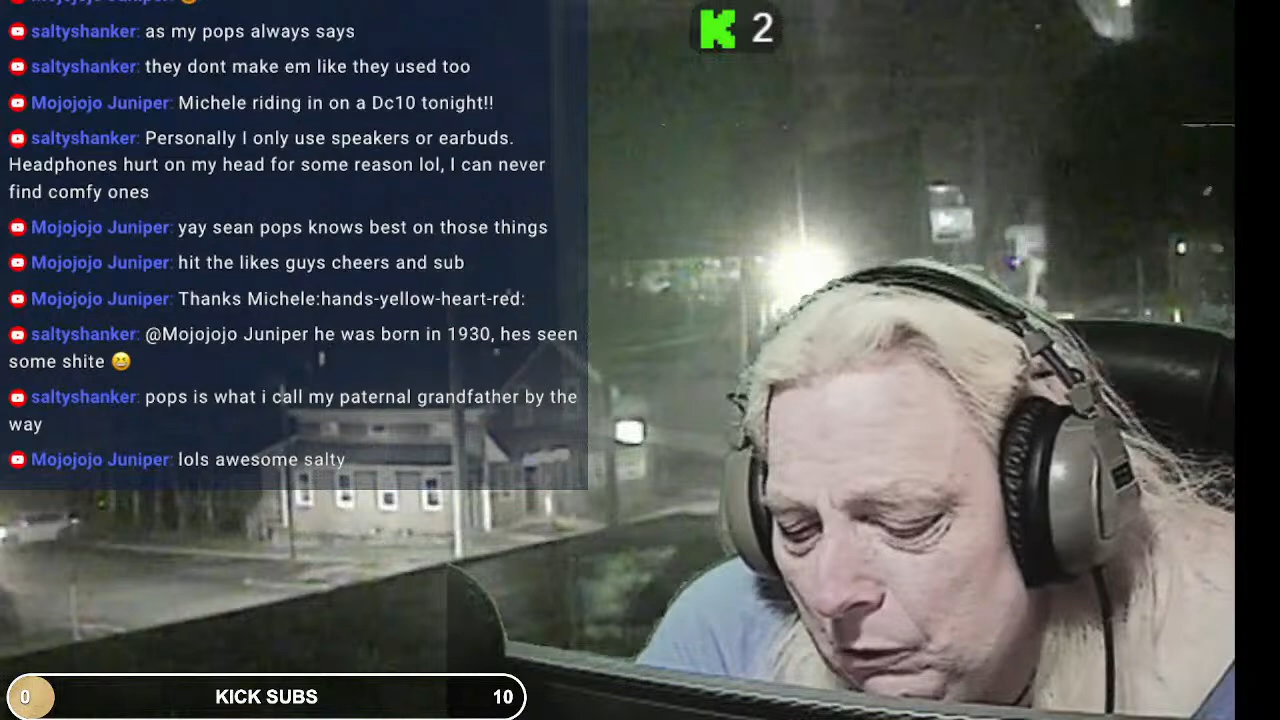 saltyshanker: as my pops always says
saltyshanker: they dont make em like they used too
Mojojojo Juniper: Michele riding in on a Dc10 tonight!!
saltyshanker: Personally I only use speakers or earbuds.
Headphones hurt on my head for some reason lol, I can never
find comfy ones
Mojojojo Juniper: yay sean pops knows best on those things
Mojojojo Juniper: hit the likes guys cheers and sub
Mojojojo Juniper: Thanks Michele:hands-yellow-heart-red:
saltyshanker: @Mojojojo Juniper he was born in 1930, hes seen
some shite 😆
saltyshanker: pops is what i call my paternal grandfather by the
way
Mojojojo Juniper: lols awesome salty
K 2
0 KICK SUBS 10